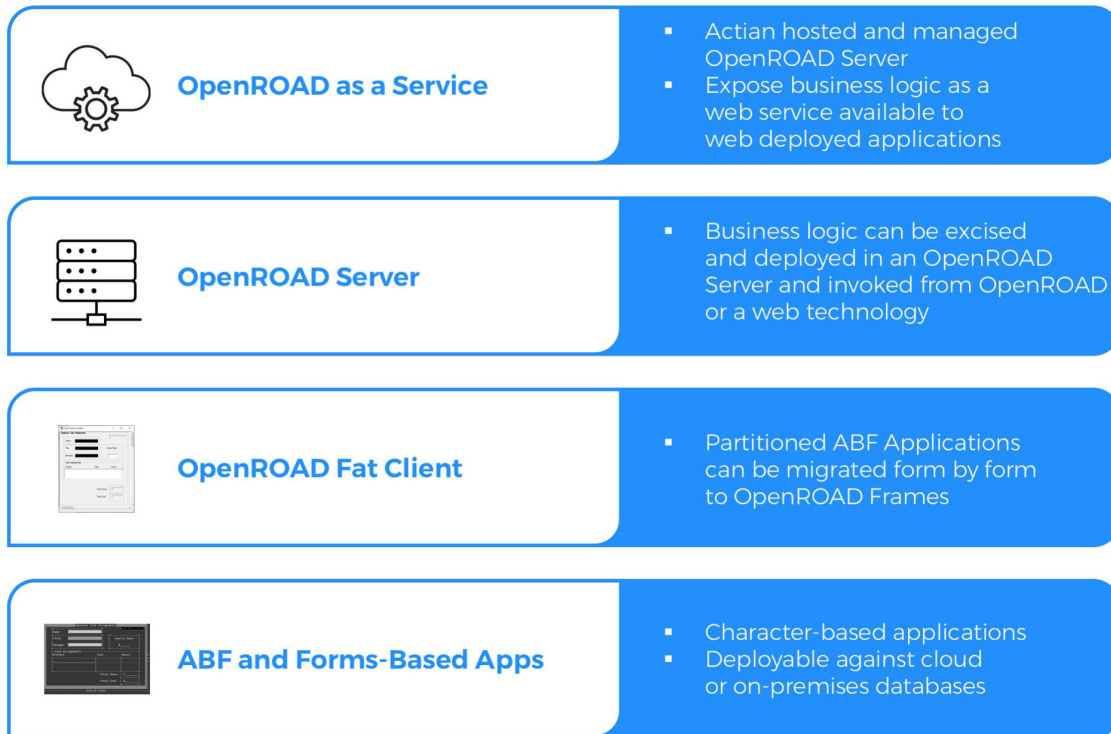 OpenROAD as a Service
▪ Actian hosted and managed
OpenROAD Server
▪ Expose business logic as a
web service available to
web deployed applications
OpenROAD Server
▪ Business logic can be excised
and deployed in an OpenROAD
Server and invoked from OpenROAD
or a web technology
OpenROAD Fat Client
▪ Partitioned ABF Applications
can be migrated form by form
to OpenROAD Frames
ABF and Forms-Based Apps
▪ Character-based applications
▪ Deployable against cloud
or on-premises databases